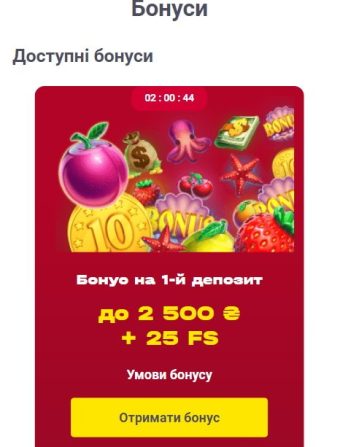 Бонуси
Доступні бонуси
02 : 00 : 44
BONUS
10
BONUS
Бонус на 1-й депозит
до 2 500 ₴
+ 25 FS
Умови бонусу
Отримати бонус